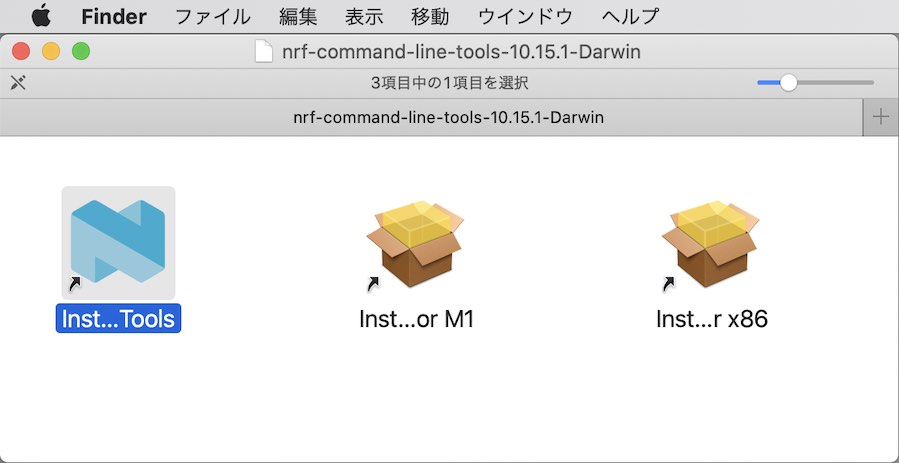 Finder ファイル 編集 表示 移動 ウインドウ ヘルプ
nrf-command-line-tools-10.15.1-Darwin
3項目中の1項目を選択
nrf-command-line-tools-10.15.1-Darwin
Inst...Tools Inst...or M1 Inst...r x86